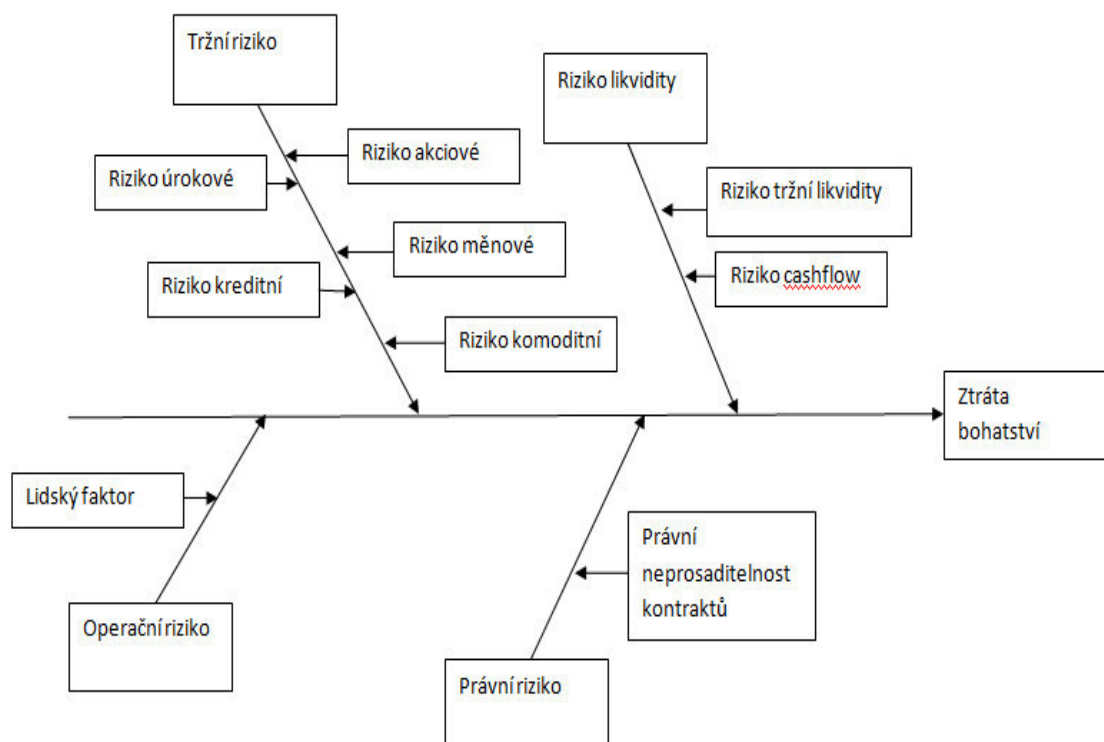 Tržní riziko
Riziko likvidity
Riziko akciové
Riziko úrokové
Riziko tržní likvidity
Riziko měnové
Riziko cashflow
Riziko kreditní
Riziko komoditní
Ztráta
bohatství
Lidský faktor
Právní
neprosaditelnost
kontraktů
Operační riziko
Právní riziko